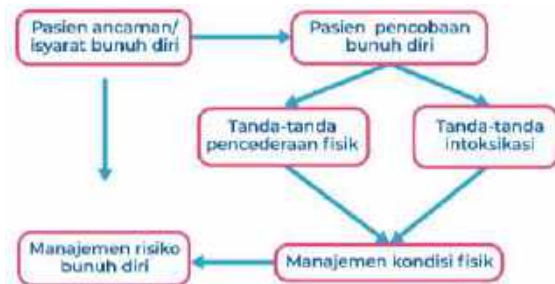 Pasien ancaman/
isyarat bunuh diri
Pasien pencobaan
bunuh diri
Tanda-tanda
pencederaan fisik
Tanda-tanda
intoksikasi
Manajemen risiko
bunuh diri
Manajemen kondisi fisik